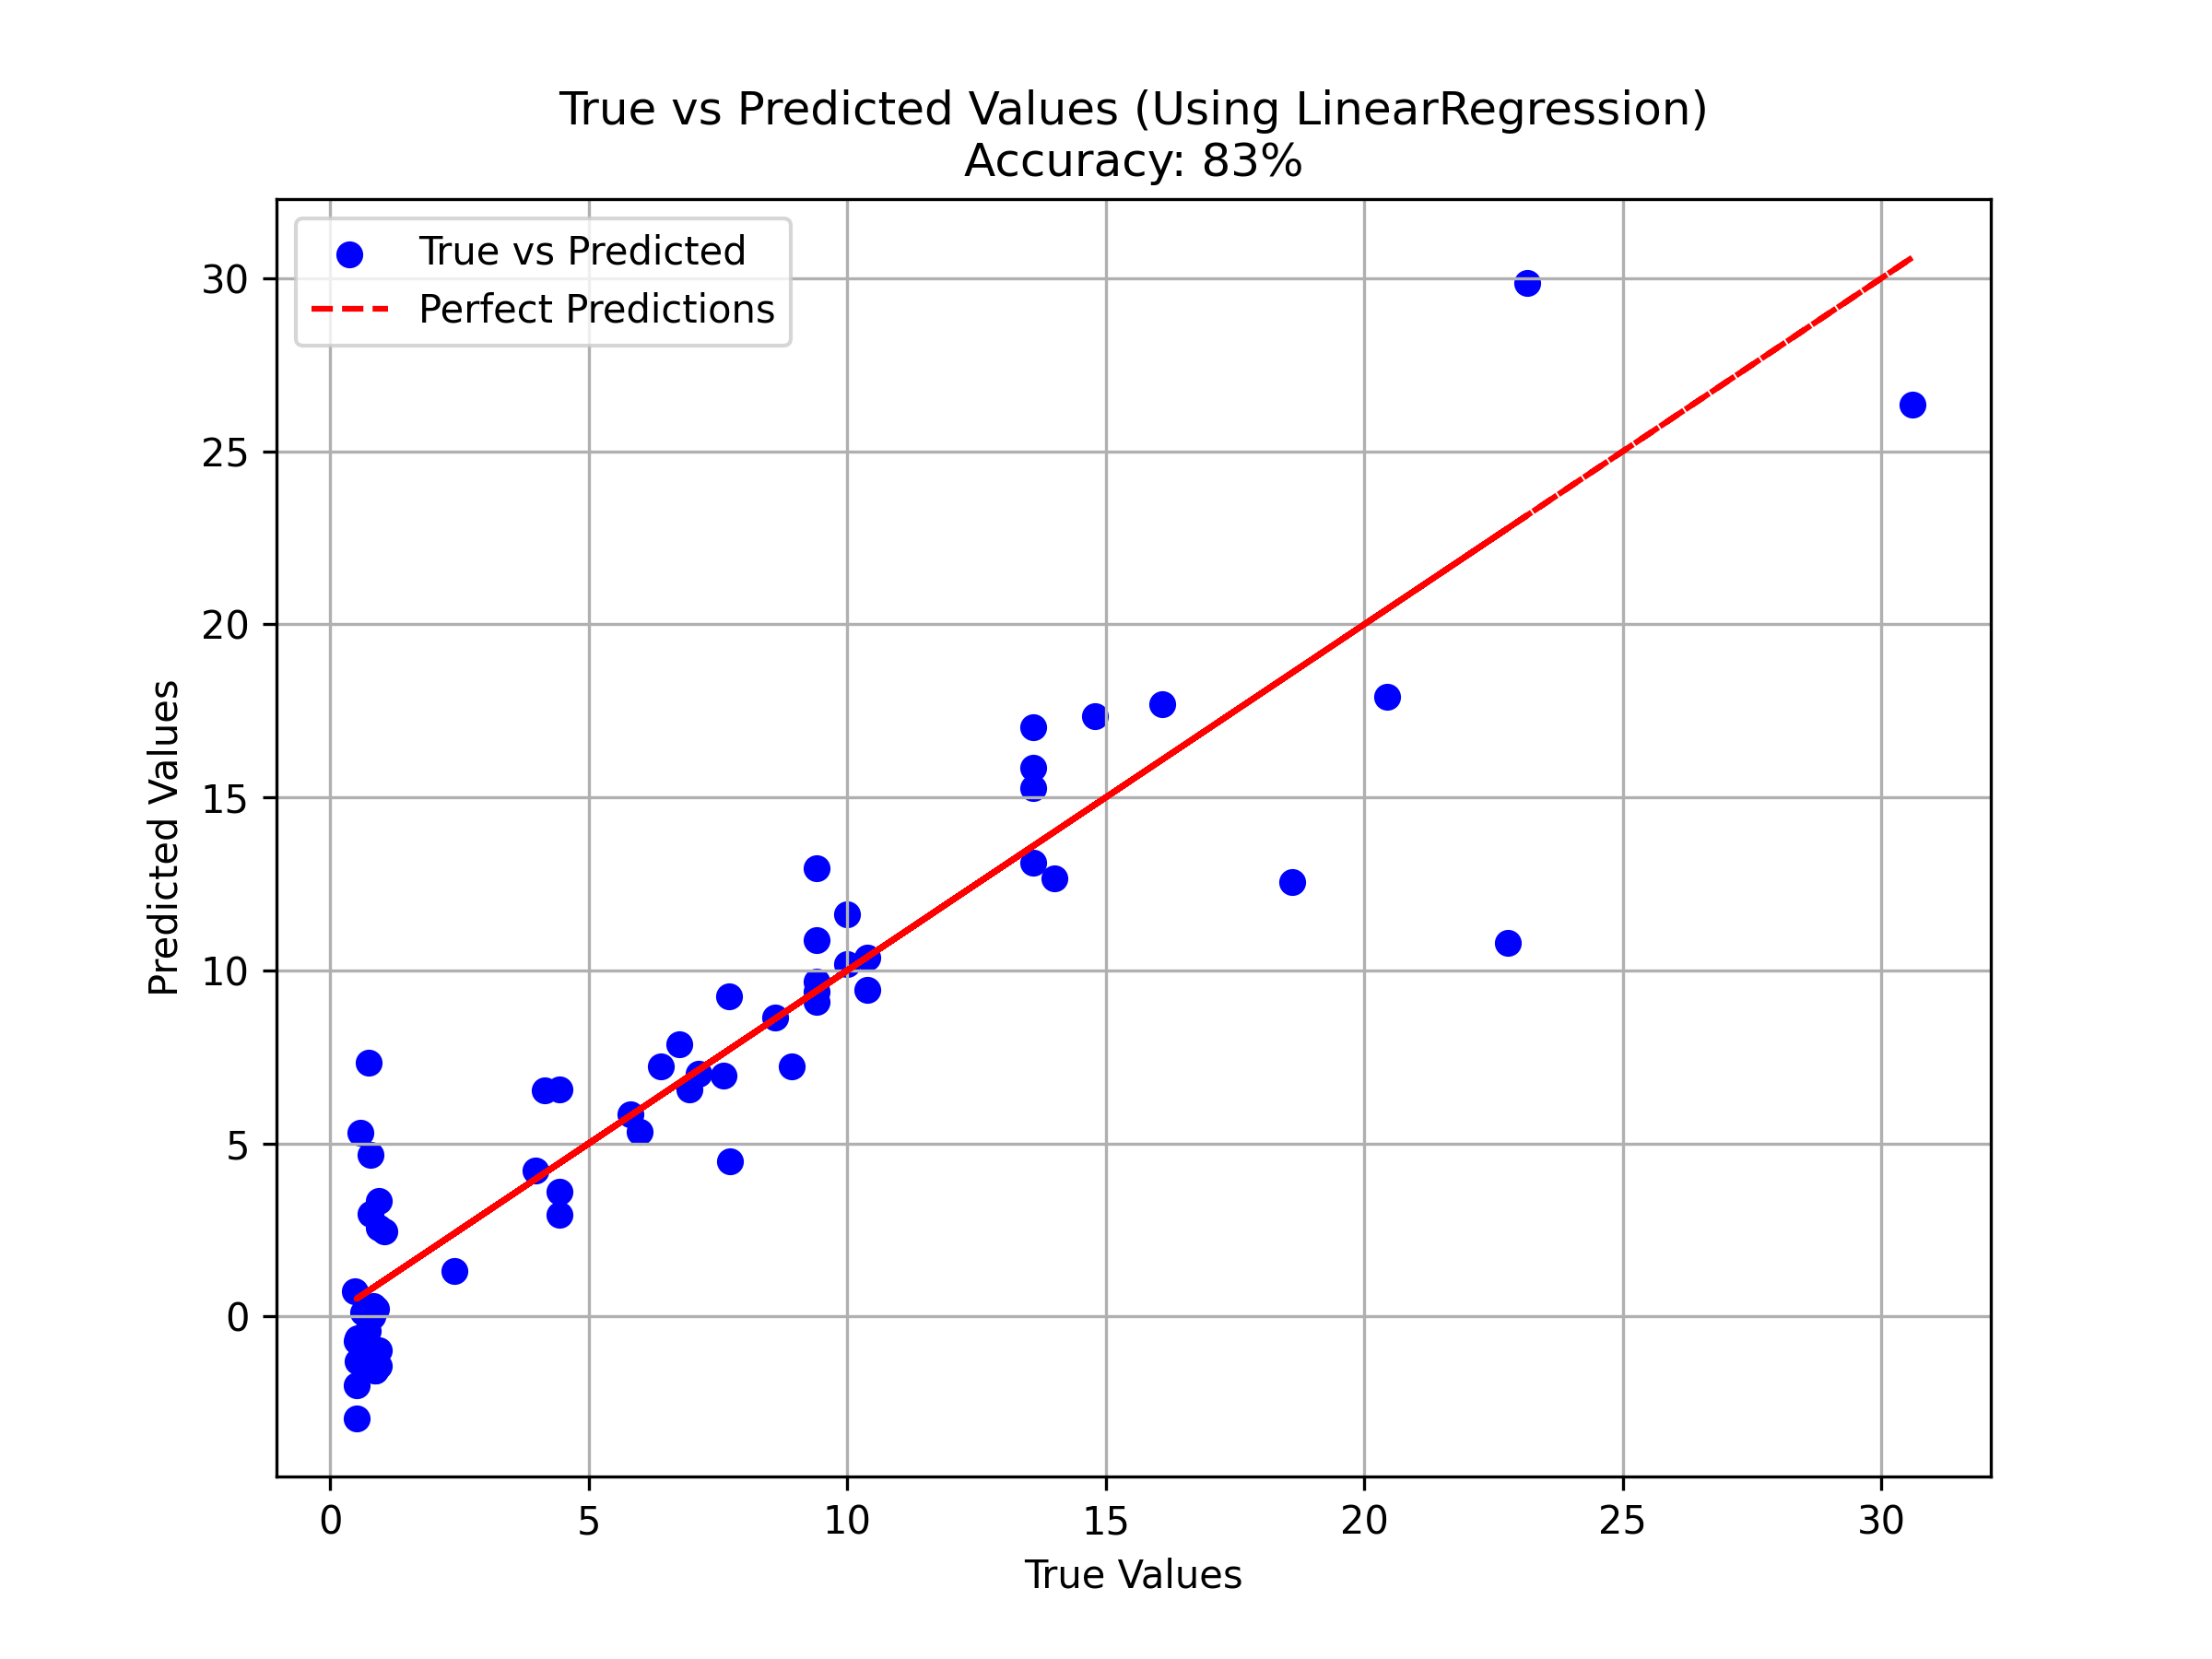 True vs Predicted Values (Using LinearRegression)
Accuracy: 83%
True vs Predicted
Perfect Predictions
30
25
20
15
10
5
0
Predicted Values
0 5 10 15 20 25 30
True Values